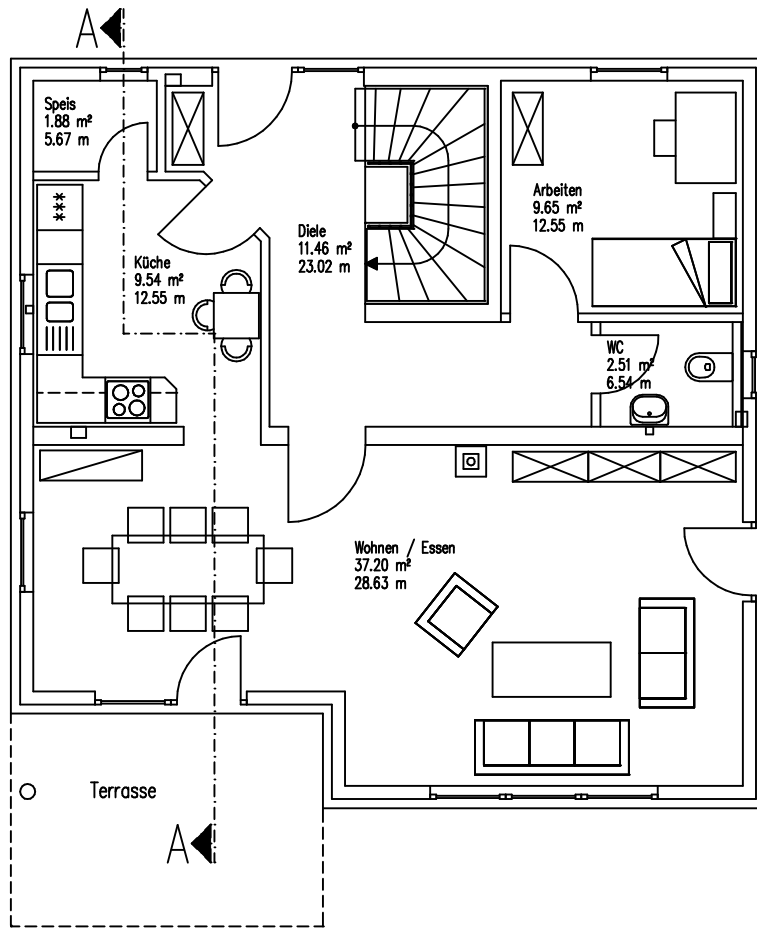 A
Speis
1.88 m²
5.67 m
Arbeiten
9.65 m²
12.55 m
Diele
11.46 m²
23.02 m
Küche
9.54 m²
12.55 m
WC
2.51 m²
6.54 m
Wohnen / Essen
37.20 m²
28.63 m
Terrasse
A